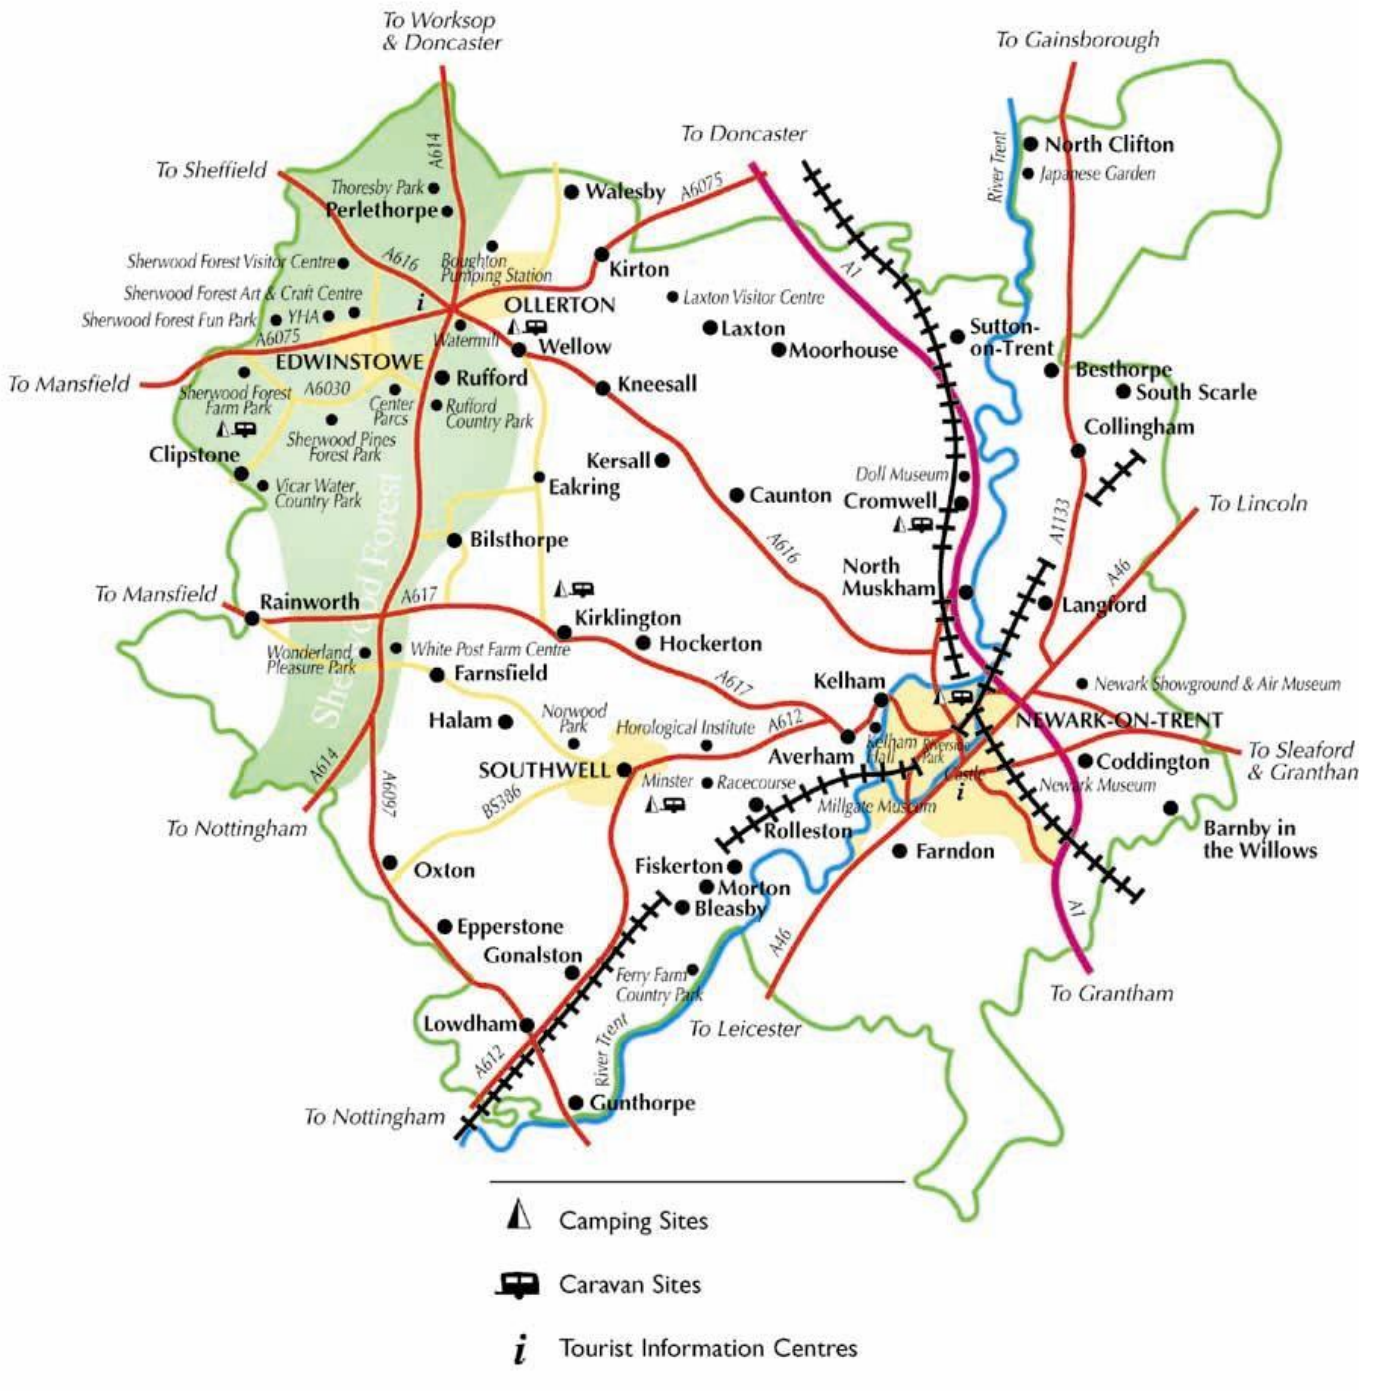 To Worksop
& Doncaster
To Gainsborough
To Doncaster
To Sheffield
A614
River Trent
North Clifton
Japanese Garden
Thoresby Park
Perlethorpe
Walesby
A6075
Sherwood Forest Visitor Centre
A616
Boughton
Pumping Station
Kirton
A1
Sherwood Forest Art & Craft Centre
i
OLLERTON
Laxton Visitor Centre
Sherwood Forest Fun Park
YHA
A6075
Watermill
Wellow
Laxton
Moorhouse
Sutton-
on-Trent
EDWINSTOWE
To Mansfield
Rufford
Kneesall
Besthorpe
South Scarle
Sherwood Forest
Farm Park
A6030
Center
Parcs
Rufford
Country Park
Collingham
Sherwood Pines
Forest Park
Clipstone
Kersall
Doll Museum
Vicar Water
Country Park
Eakring
Caunton
Cromwell
To Lincoln
A1133
Sherwood Forest
Bilsthorpe
A616
North
Muskham
A46
To Mansfield
Rainworth
A617
Kirklington
Langford
Hockerton
Wonderland
Pleasure Park
White Post Farm Centre
Farnsfield
A617
Kelham
Newark Showground & Air Museum
Halam
Norwood
Park
Horological Institute
A612
NEWARK-ON-TRENT
Averham
Kelham
Hall
Riverside
Park
To Sleaford
& Granthan
SOUTHWELL
Minster
Racecourse
Castle
i
Coddington
Newark Museum
A614
A6097
BS386
Millgate Museum
To Nottingham
Rolleston
Barnby in
the Willows
Oxton
Fiskerton
Farndon
Morton
Bleasby
A1
Epperstone
A46
Gonalston
Ferry Farm
Country Park
To Grantham
Lowdham
To Leicester
A612
River Trent
To Nottingham
Gunthorpe
Camping Sites
Caravan Sites
i Tourist Information Centres